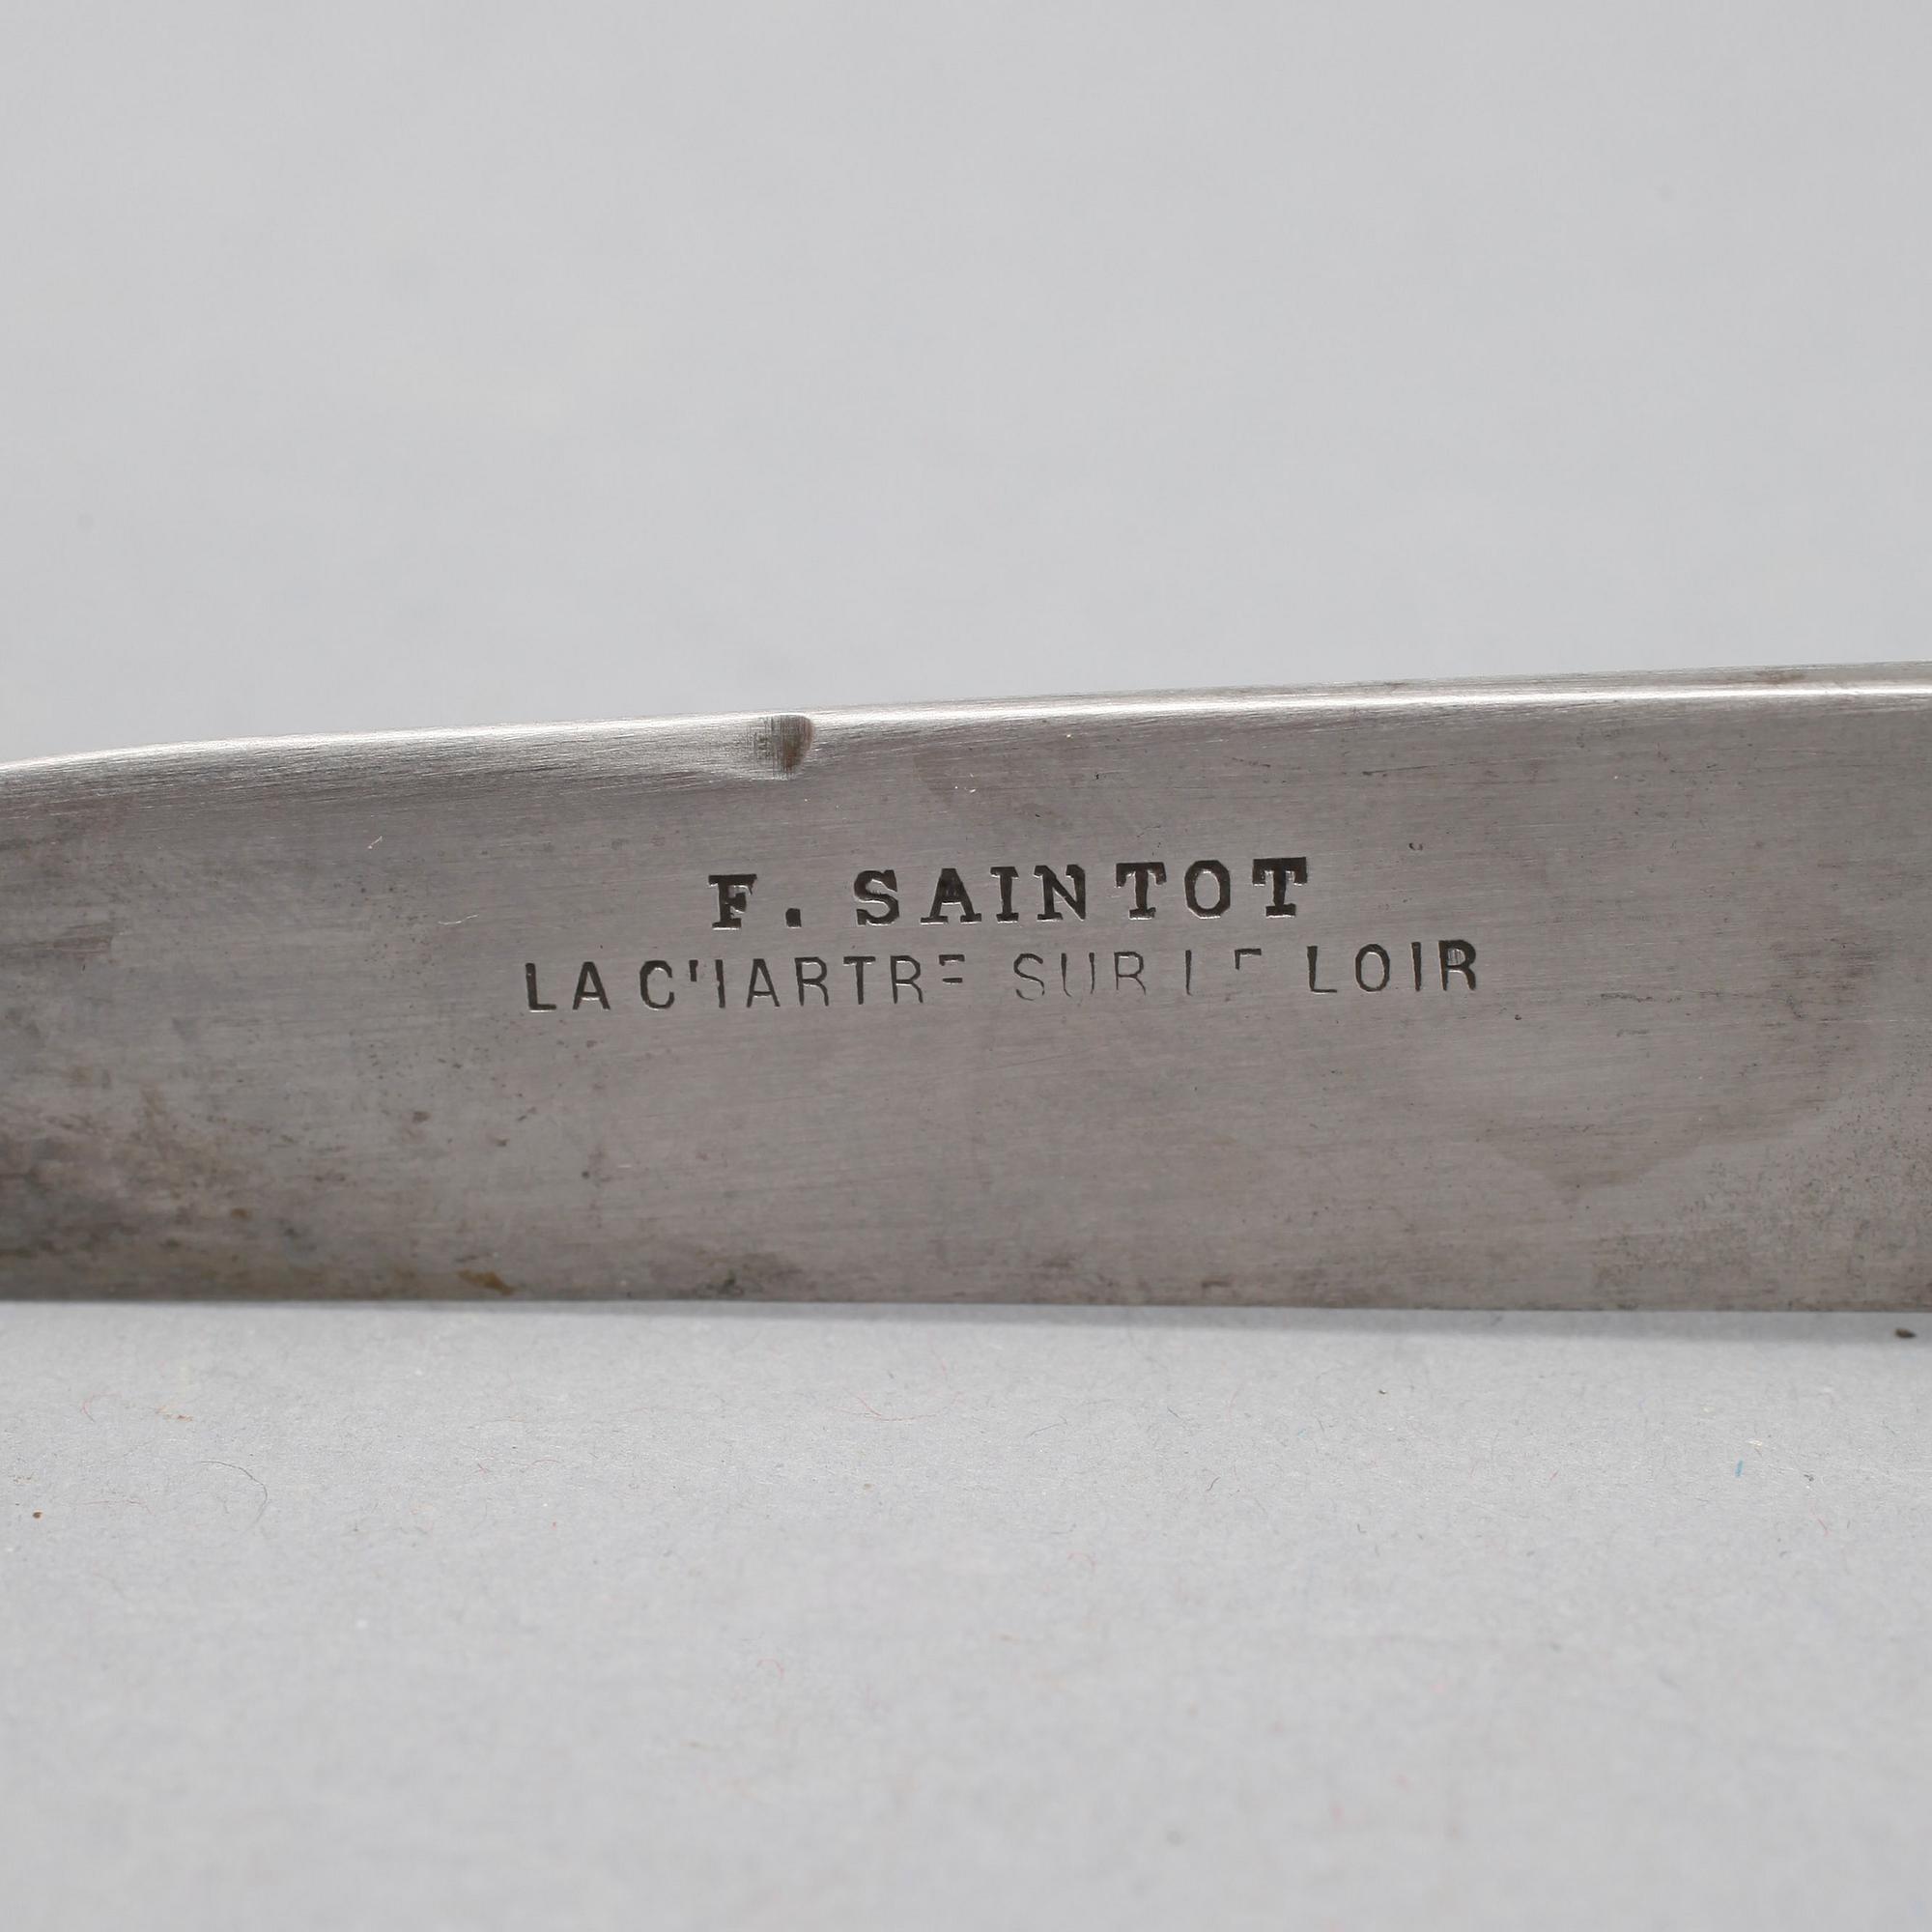 F. SAINTOT
LA CHARTRE SUR LE LOIR